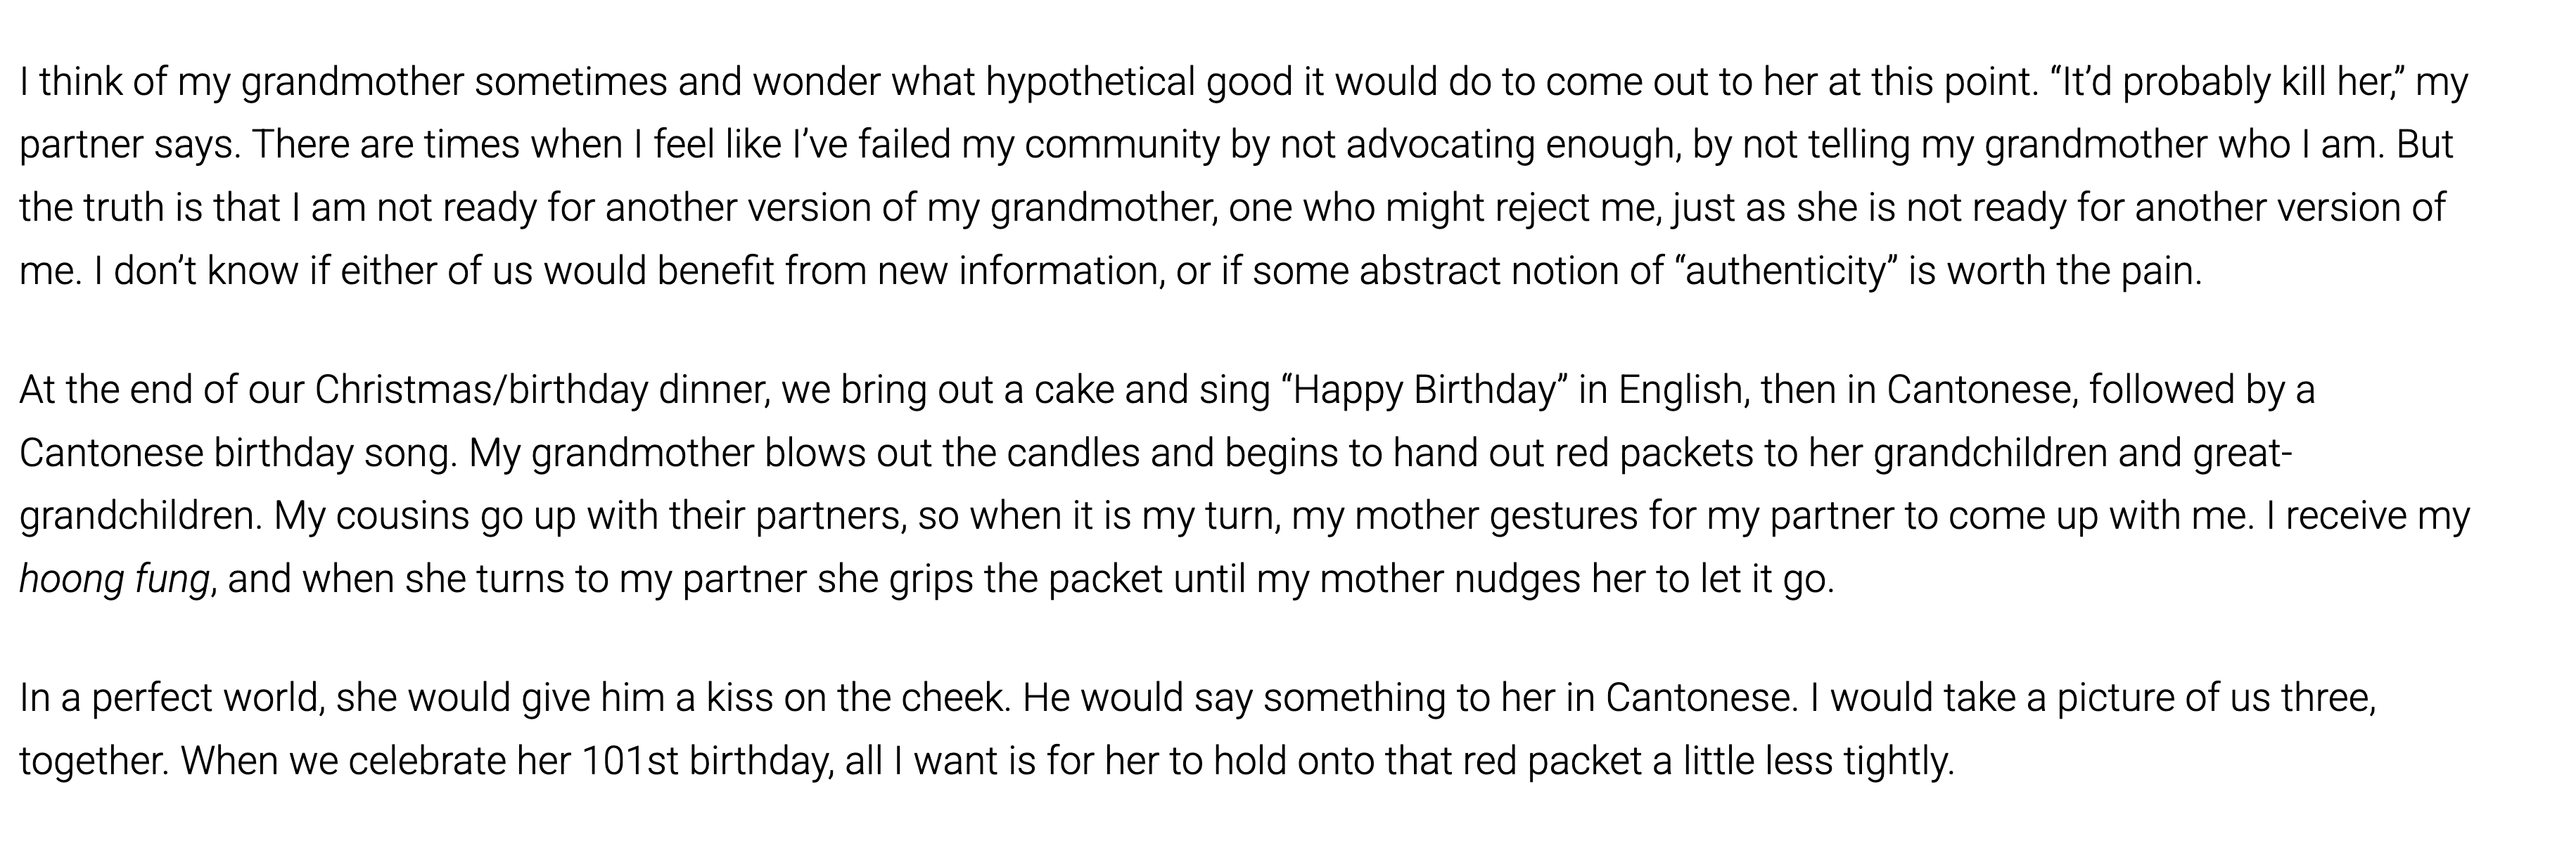 I think of my grandmother sometimes and wonder what hypothetical good it would do to come out to her at this point. “It’d probably kill her,” my
partner says. There are times when I feel like I’ve failed my community by not advocating enough, by not telling my grandmother who I am. But
the truth is that I am not ready for another version of my grandmother, one who might reject me, just as she is not ready for another version of
me. I don’t know if either of us would benefit from new information, or if some abstract notion of “authenticity” is worth the pain.
At the end of our Christmas/birthday dinner, we bring out a cake and sing “Happy Birthday” in English, then in Cantonese, followed by a
Cantonese birthday song. My grandmother blows out the candles and begins to hand out red packets to her grandchildren and great-
grandchildren. My cousins go up with their partners, so when it is my turn, my mother gestures for my partner to come up with me. I receive my
hoong fung, and when she turns to my partner she grips the packet until my mother nudges her to let it go.
In a perfect world, she would give him a kiss on the cheek. He would say something to her in Cantonese. I would take a picture of us three,
together. When we celebrate her 101st birthday, all I want is for her to hold onto that red packet a little less tightly.